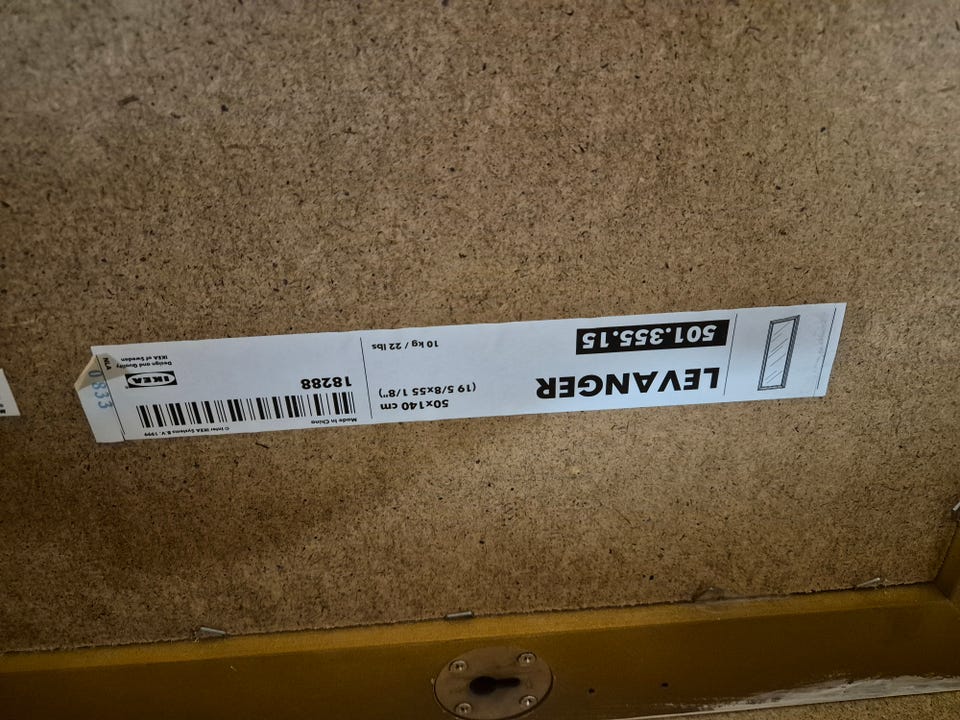 LEVANGER
501.355.15
50x140 cm
(19 5/8x55 1/8")
10 kg / 22 lbs
Made in China
18288
© Inter IKEA Systems B.V. 1999
IKEA
Design and Quality
IKEA of Sweden
0833